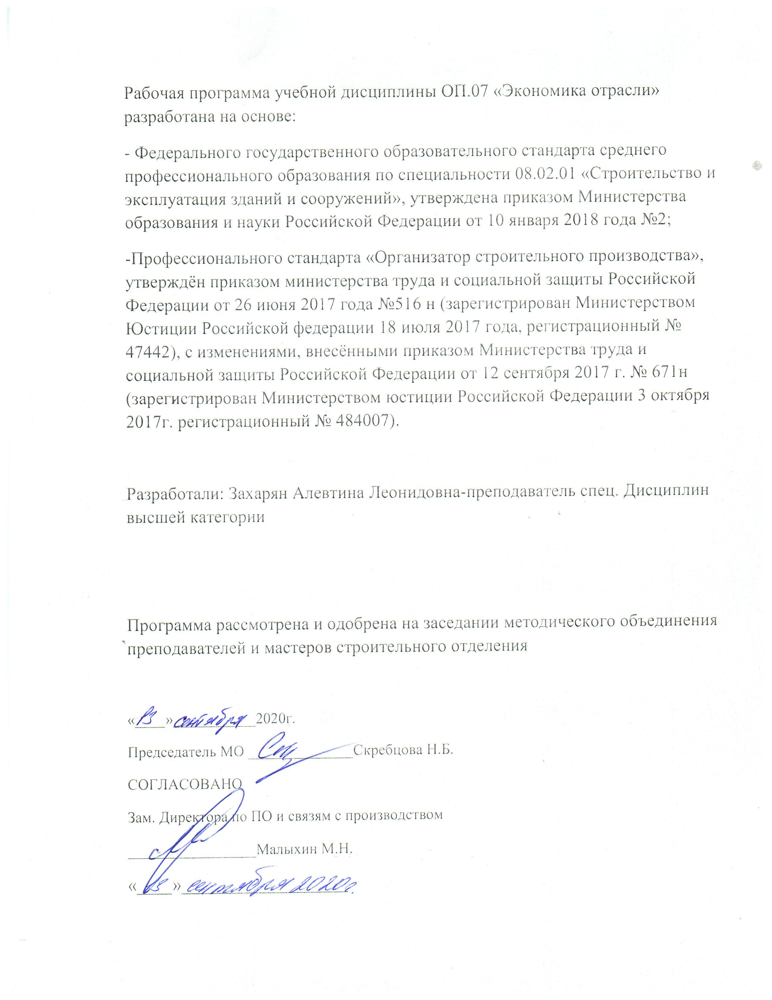 Рабочая программа учебной дисциплины ОП.07 «Экономика отрасли»
разработана на основе:
- Федерального государственного образовательного стандарта среднего
профессионального образования по специальности 08.02.01 «Строительство и
эксплуатация зданий и сооружений», утверждена приказом Министерства
образования и науки Российской Федерации от 10 января 2018 года №2;
-Профессионального стандарта «Организатор строительного производства»,
утверждён приказом министерства труда и социальной защиты Российской
Федерации от 26 июня 2017 года №516 н (зарегистрирован Министерством
Юстиции Российской федерации 18 июля 2017 года, регистрационный №
47442), с изменениями, внесёнными приказом Министерства труда и
социальной защиты Российской Федерации от 12 сентября 2017 г. № 671н
(зарегистрирован Министерством юстиции Российской Федерации 3 октября
2017г. регистрационный № 484007).
Разработали: Захарян Алевтина Леонидовна-преподаватель спец. Дисциплин
высшей категории
Программа рассмотрена и одобрена на заседании методического объединения
преподавателей и мастеров строительного отделения
«13» сентября 2020г.
Председатель МО Скребцова Н.Б.
СОГЛАСОВАНО
Зам. Директора по ПО и связям с производством
Малыхин М.Н.
«13» сентября 2020г.